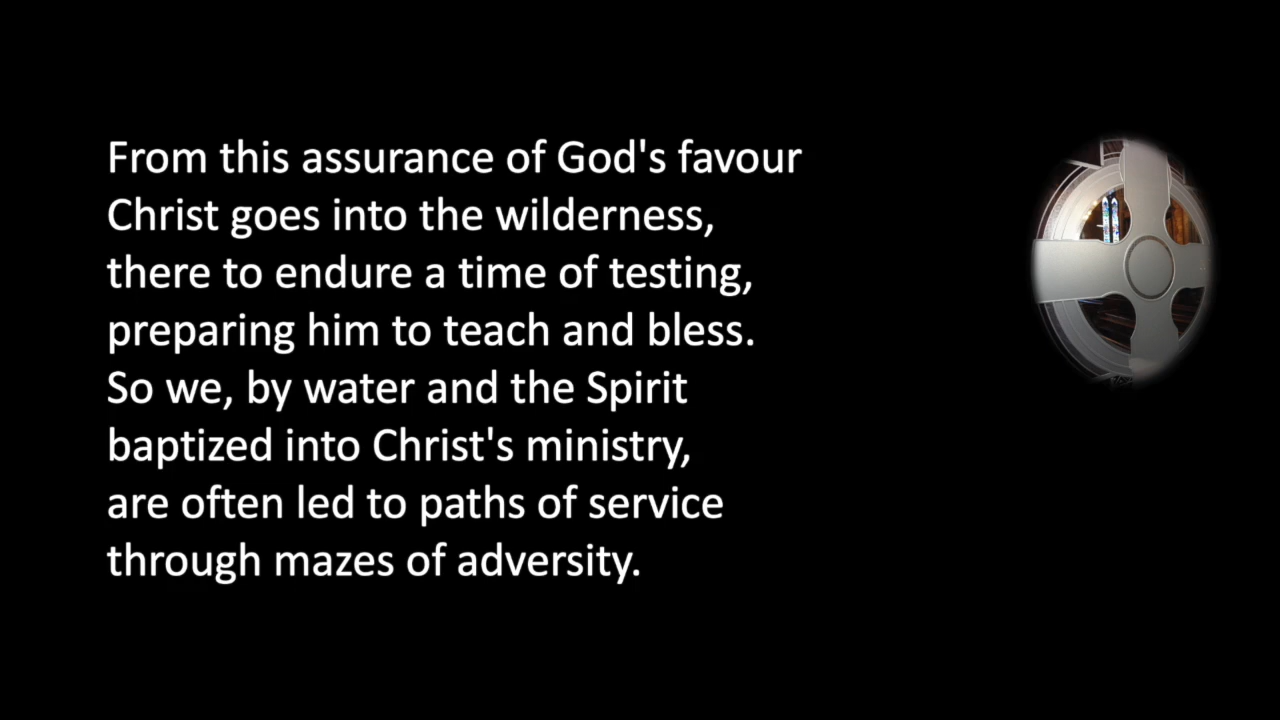 From this assurance of God's favour
Christ goes into the wilderness,
there to endure a time of testing,
preparing him to teach and bless.
So we, by water and the Spirit
baptized into Christ's ministry,
are often led to paths of service
through mazes of adversity.